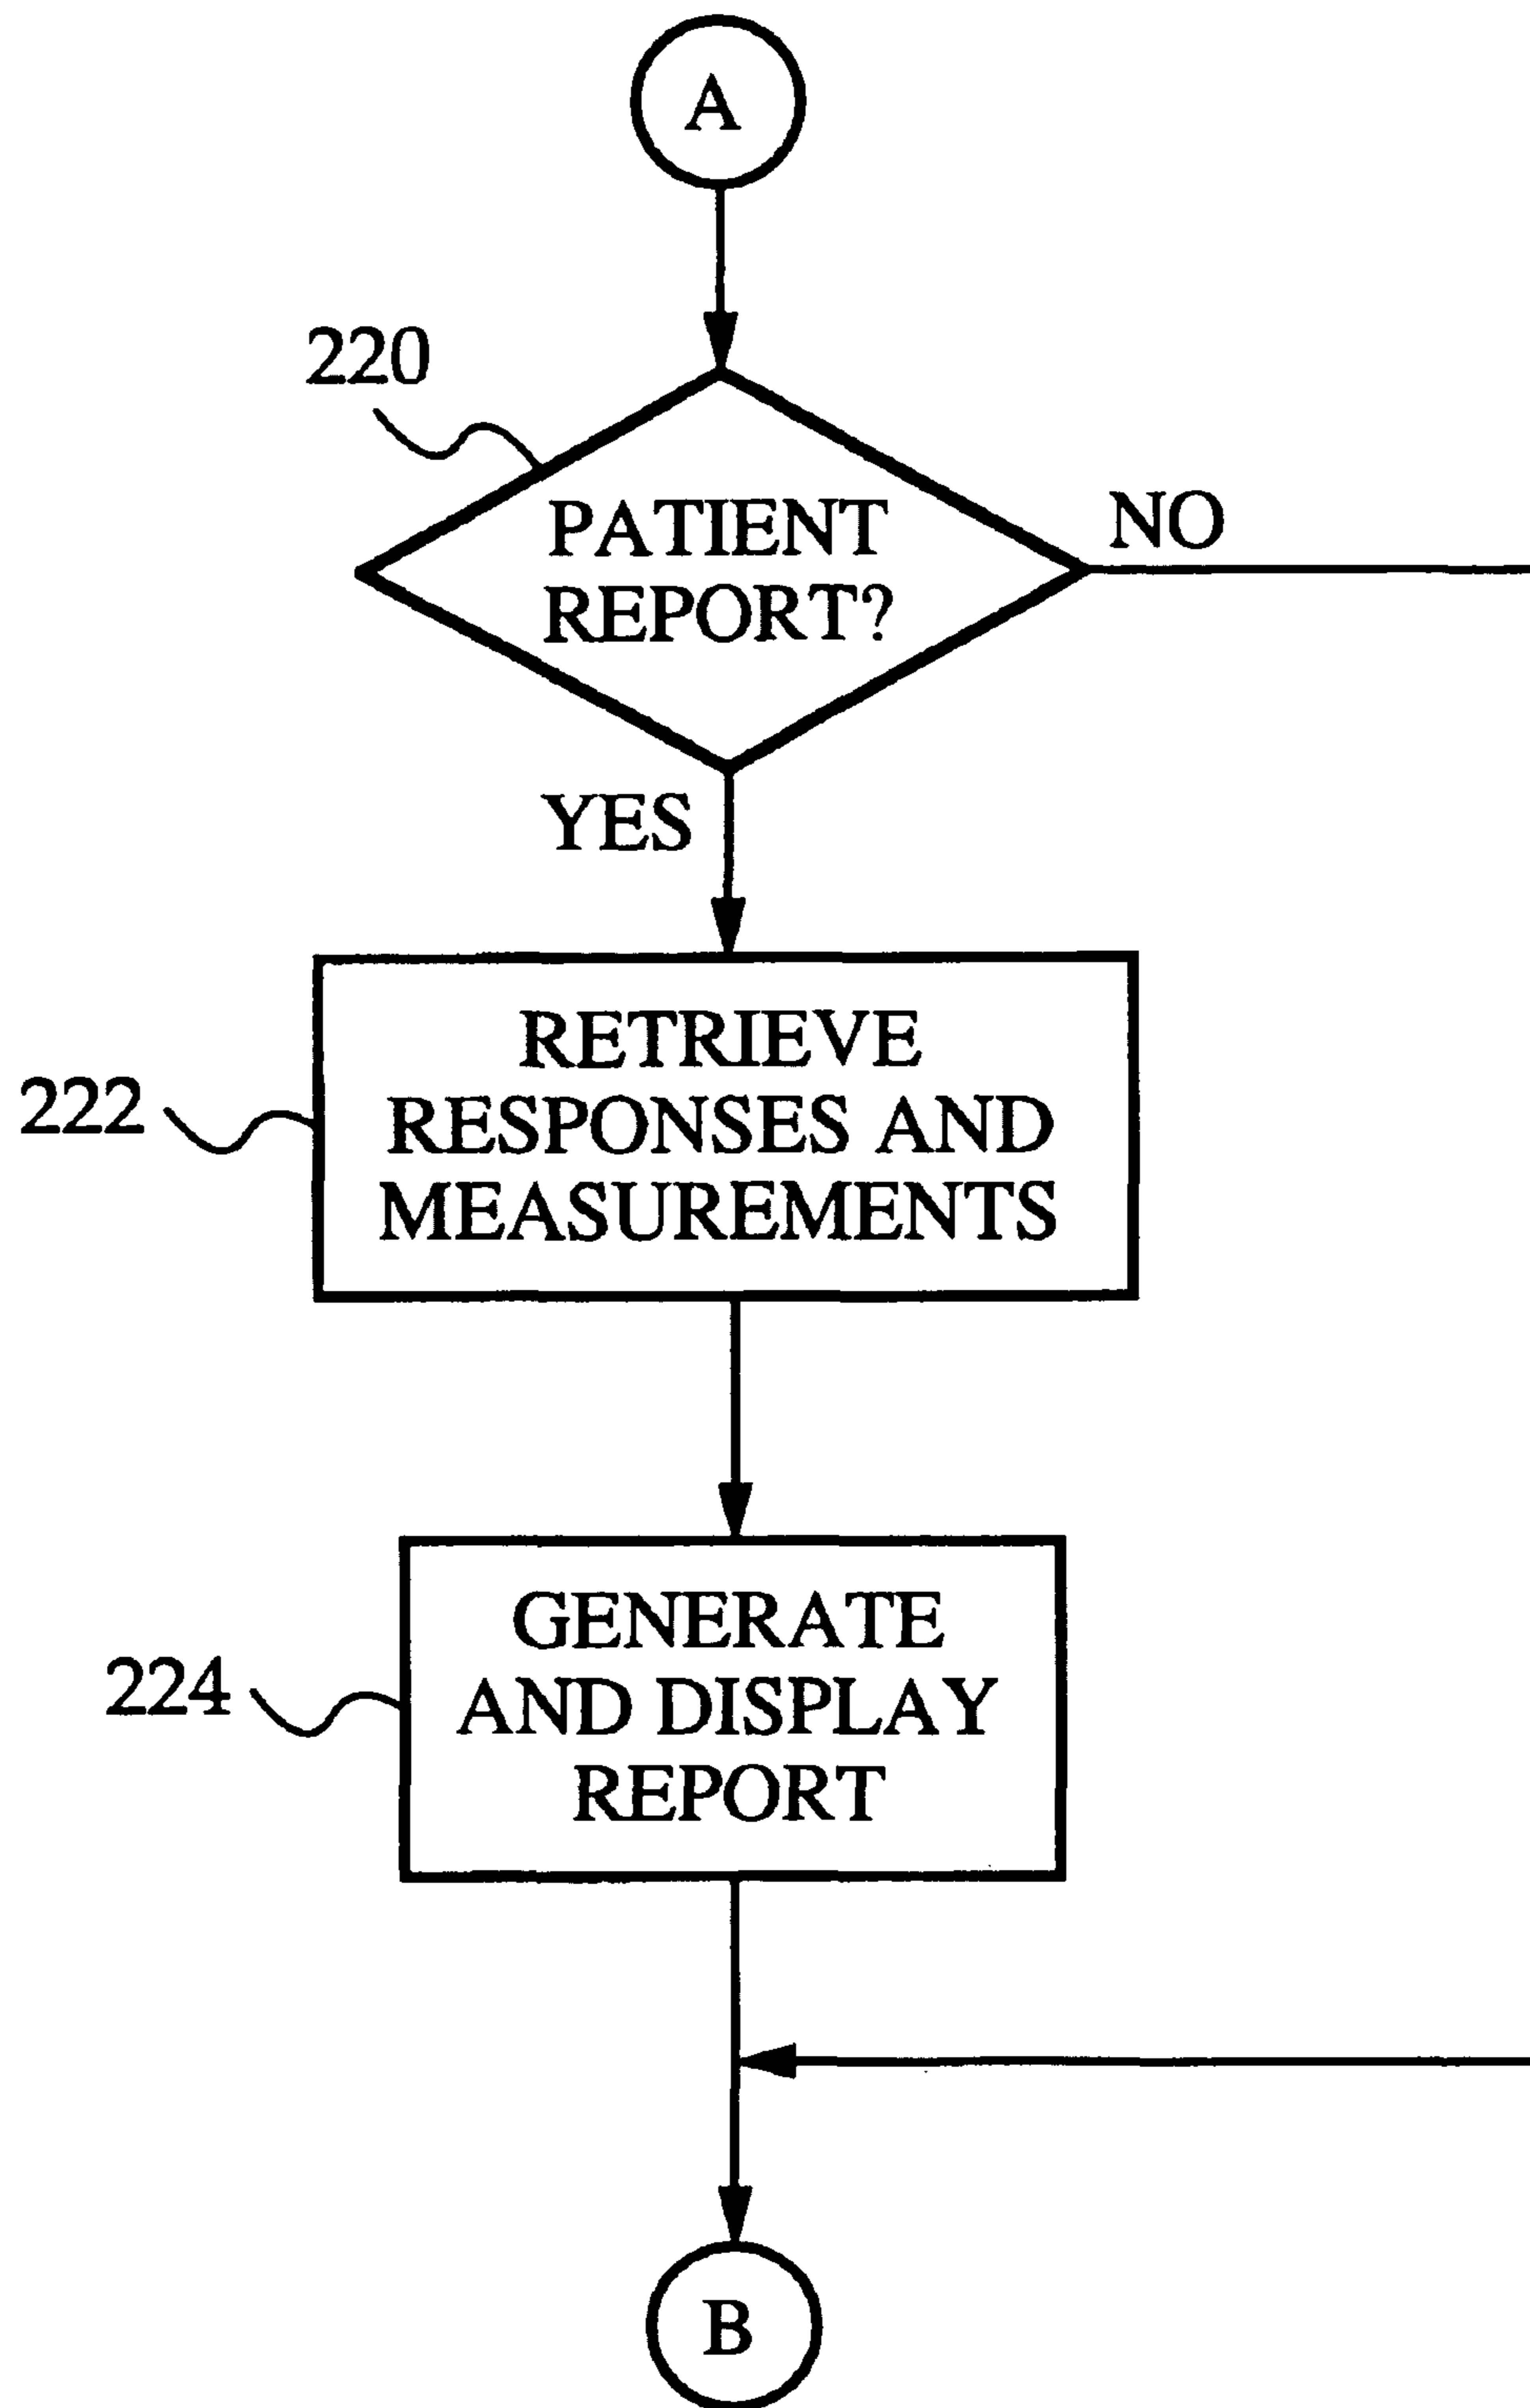 A
220
PATIENT
REPORT?
NO
YES
222
RETRIEVE
RESPONSES AND
MEASUREMENTS
224
GENERATE
AND DISPLAY
REPORT
B